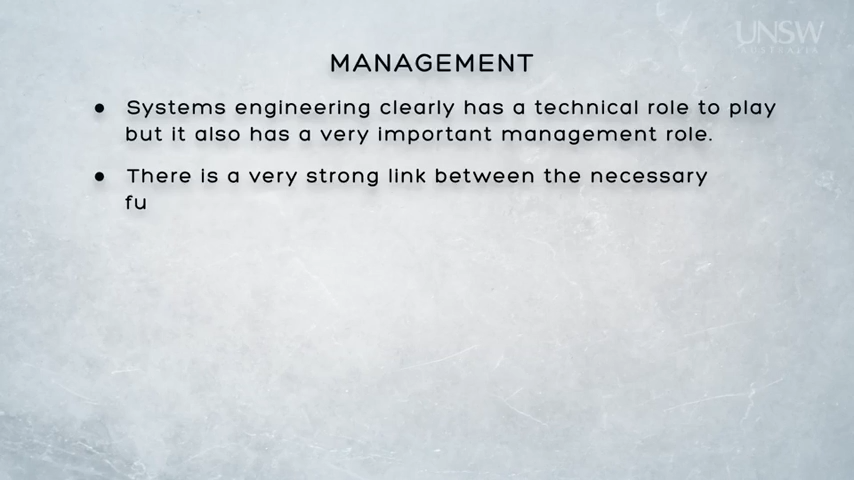 UNSW
AUSTRALIA
MANAGEMENT
• Systems engineering clearly has a technical role to play
but it also has a very important management role.
• There is a very strong link between the necessary
fu